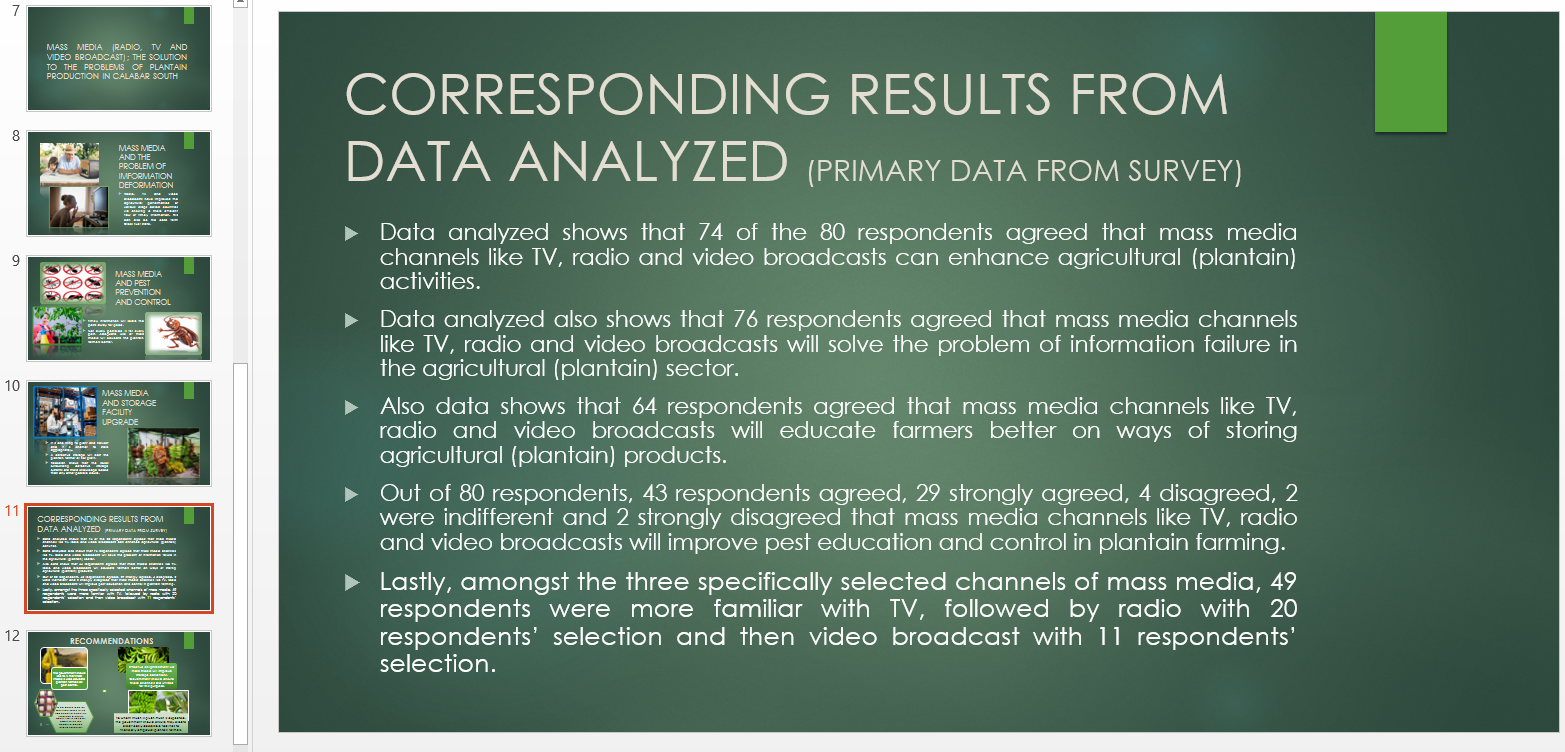 7
MASS MEDIA (RADIO, TV AND
VIDEO BROADCAST); THE SOLUTION
TO THE PROBLEMS OF PLANTAIN
PRODUCTION IN CALABAR SOUTH
8
MASS MEDIA
AND THE
PROBLEM OF
IMFORMATION
DEFORMATION
9
MASS MEDIA
AND PEST
PREVENTION
AND CONTROL
10
MASS MEDIA
AND STORAGE
FACILITY
UPGRADE
11
CORRESPONDING RESULTS FROM
DATA ANALYZED (PRIMARY DATA FROM SURVEY)
12
RECOMMENDATIONS
CORRESPONDING RESULTS FROM
DATA ANALYZED (PRIMARY DATA FROM SURVEY)
Data analyzed shows that 74 of the 80 respondents agreed that mass media
channels like TV, radio and video broadcasts can enhance agricultural (plantain)
activities.
Data analyzed also shows that 76 respondents agreed that mass media channels
like TV, radio and video broadcasts will solve the problem of information failure in
the agricultural (plantain) sector.
Also data shows that 64 respondents agreed that mass media channels like TV,
radio and video broadcasts will educate farmers better on ways of storing
agricultural (plantain) products.
Out of 80 respondents, 43 respondents agreed, 29 strongly agreed, 4 disagreed, 2
were indifferent and 2 strongly disagreed that mass media channels like TV, radio
and video broadcasts will improve pest education and control in plantain farming.
Lastly, amongst the three specifically selected channels of mass media, 49
respondents were more familiar with TV, followed by radio with 20
respondents' selection and then video broadcast with 11 respondents'
selection.